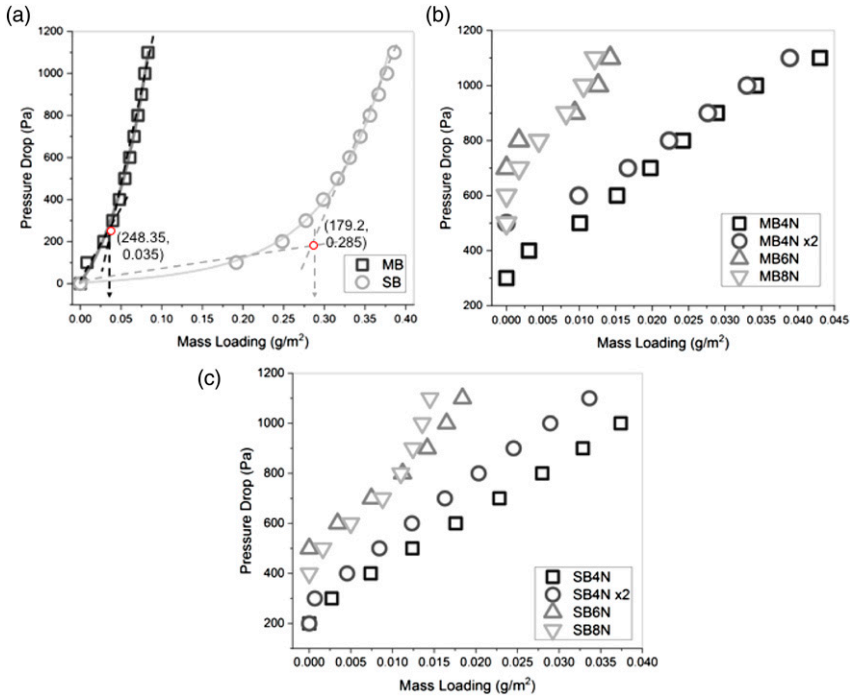 (a)
1200
1000
800
600
400
200
0
Pressure Drop (Pa)
(248.35,
0.035)
(179.2,
0.285)
MB
SB
0.00 0.05 0.10 0.15 0.20 0.25 0.30 0.35 0.40
Mass Loading (g/m²)
(b)
1200
1000
800
600
400
200
Pressure Drop (Pa)
MB4N
MB4N x2
MB6N
MB8N
0.000 0.005 0.010 0.015 0.020 0.025 0.030 0.035 0.040 0.045
Mass Loading (g/m²)
(c)
1200
1000
800
600
400
200
Pressure Drop (Pa)
SB4N
SB4N x2
SB6N
SB8N
0.000 0.005 0.010 0.015 0.020 0.025 0.030 0.035 0.040
Mass Loading (g/m²)